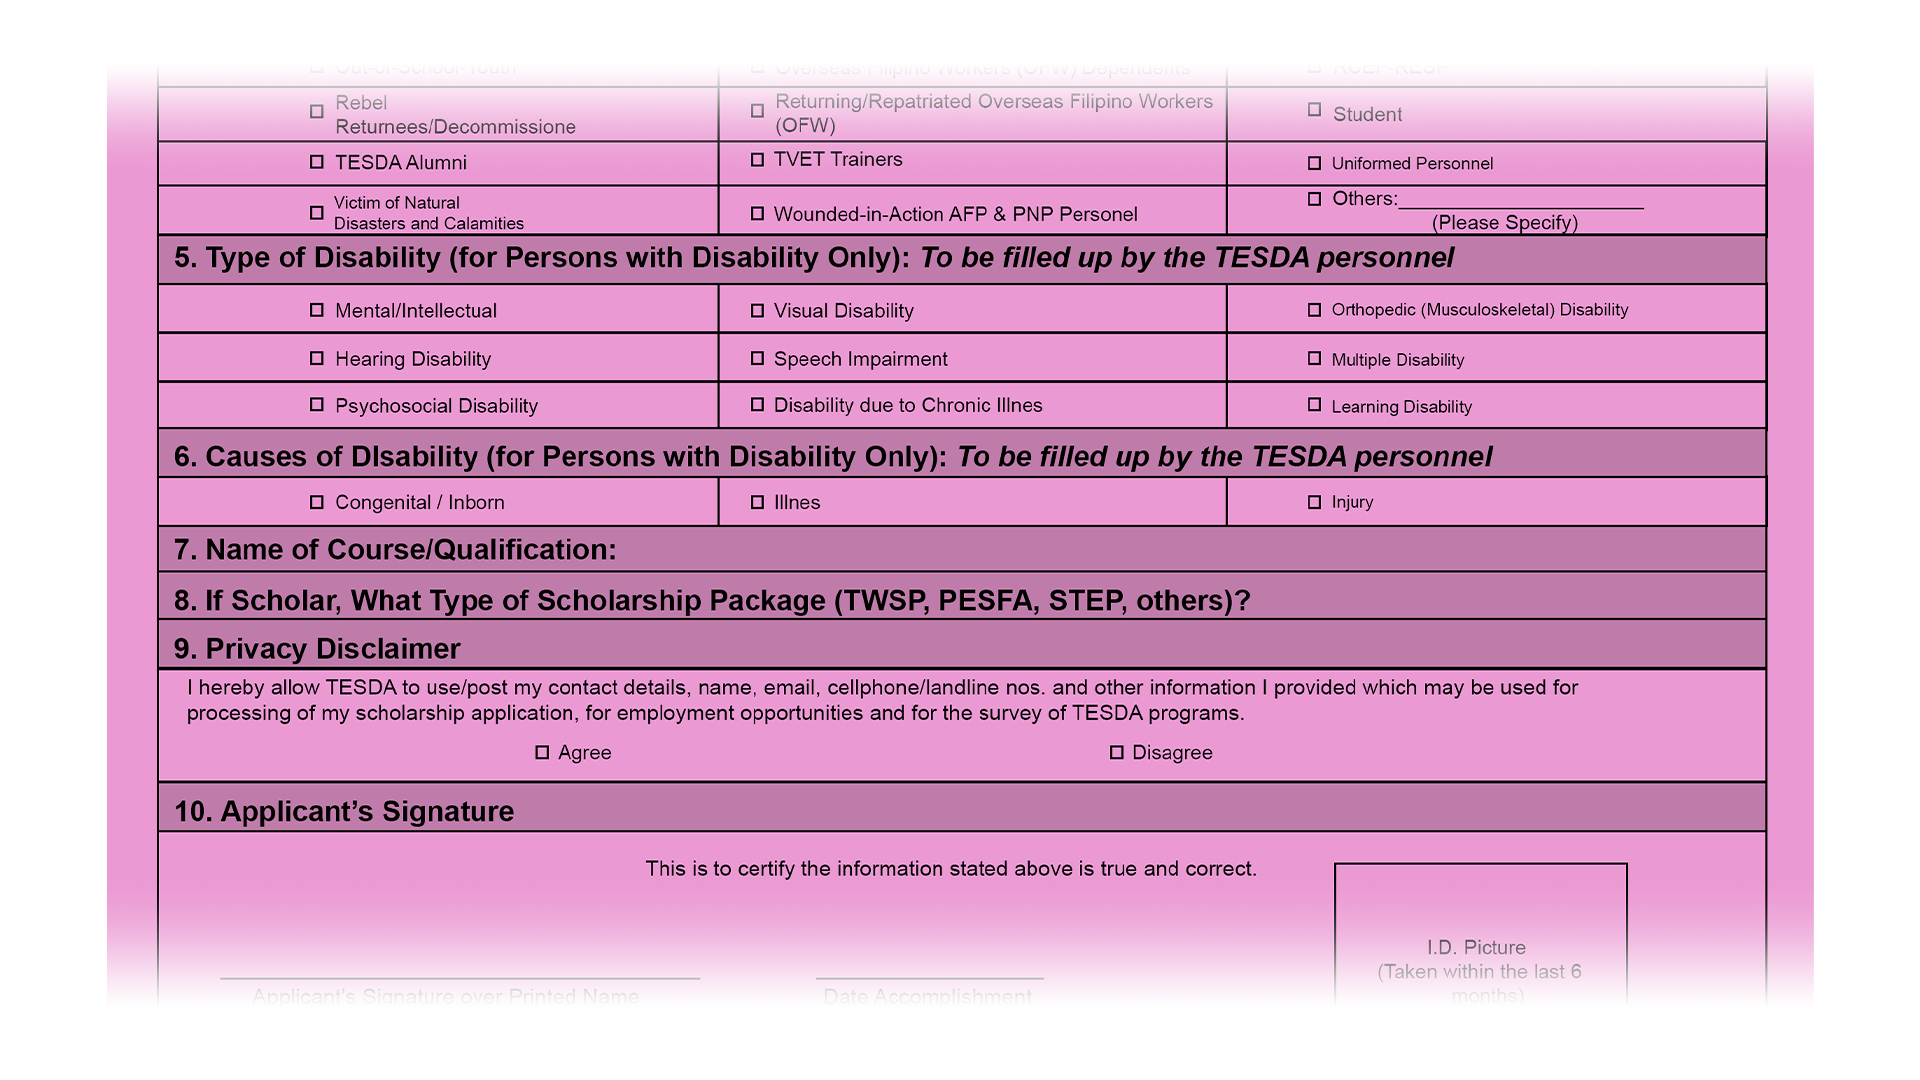 Out-of-School-Youth
Overseas Filipino Workers (OFW) Dependents
RCEF-RESP
Rebel
Returnees/Decommissione
Returning/Repatriated Overseas Filipino Workers
(OFW)
Student
TESDA Alumni
TVET Trainers
Uniformed Personnel
Victim of Natural
Disasters and Calamities
Wounded-in-Action AFP & PNP Personel
Others:______________________
(Please Specify)
5. Type of Disability (for Persons with Disability Only): To be filled up by the TESDA personnel
Mental/Intellectual
Visual Disability
Orthopedic (Musculoskeletal) Disability
Hearing Disability
Speech Impairment
Multiple Disability
Psychosocial Disability
Disability due to Chronic Illnes
Learning Disability
6. Causes of DIsability (for Persons with Disability Only): To be filled up by the TESDA personnel
Congenital / Inborn
Illnes
Injury
7. Name of Course/Qualification:
8. If Scholar, What Type of Scholarship Package (TWSP, PESFA, STEP, others)?
9. Privacy Disclaimer
I hereby allow TESDA to use/post my contact details, name, email, cellphone/landline nos. and other information I provided which may be used for
processing of my scholarship application, for employment opportunities and for the survey of TESDA programs.
Agree
Disagree
10. Applicant’s Signature
This is to certify the information stated above is true and correct.
I.D. Picture
(Taken within the last 6
months)
Applicant’s Signature over Printed Name
Date Accomplishment